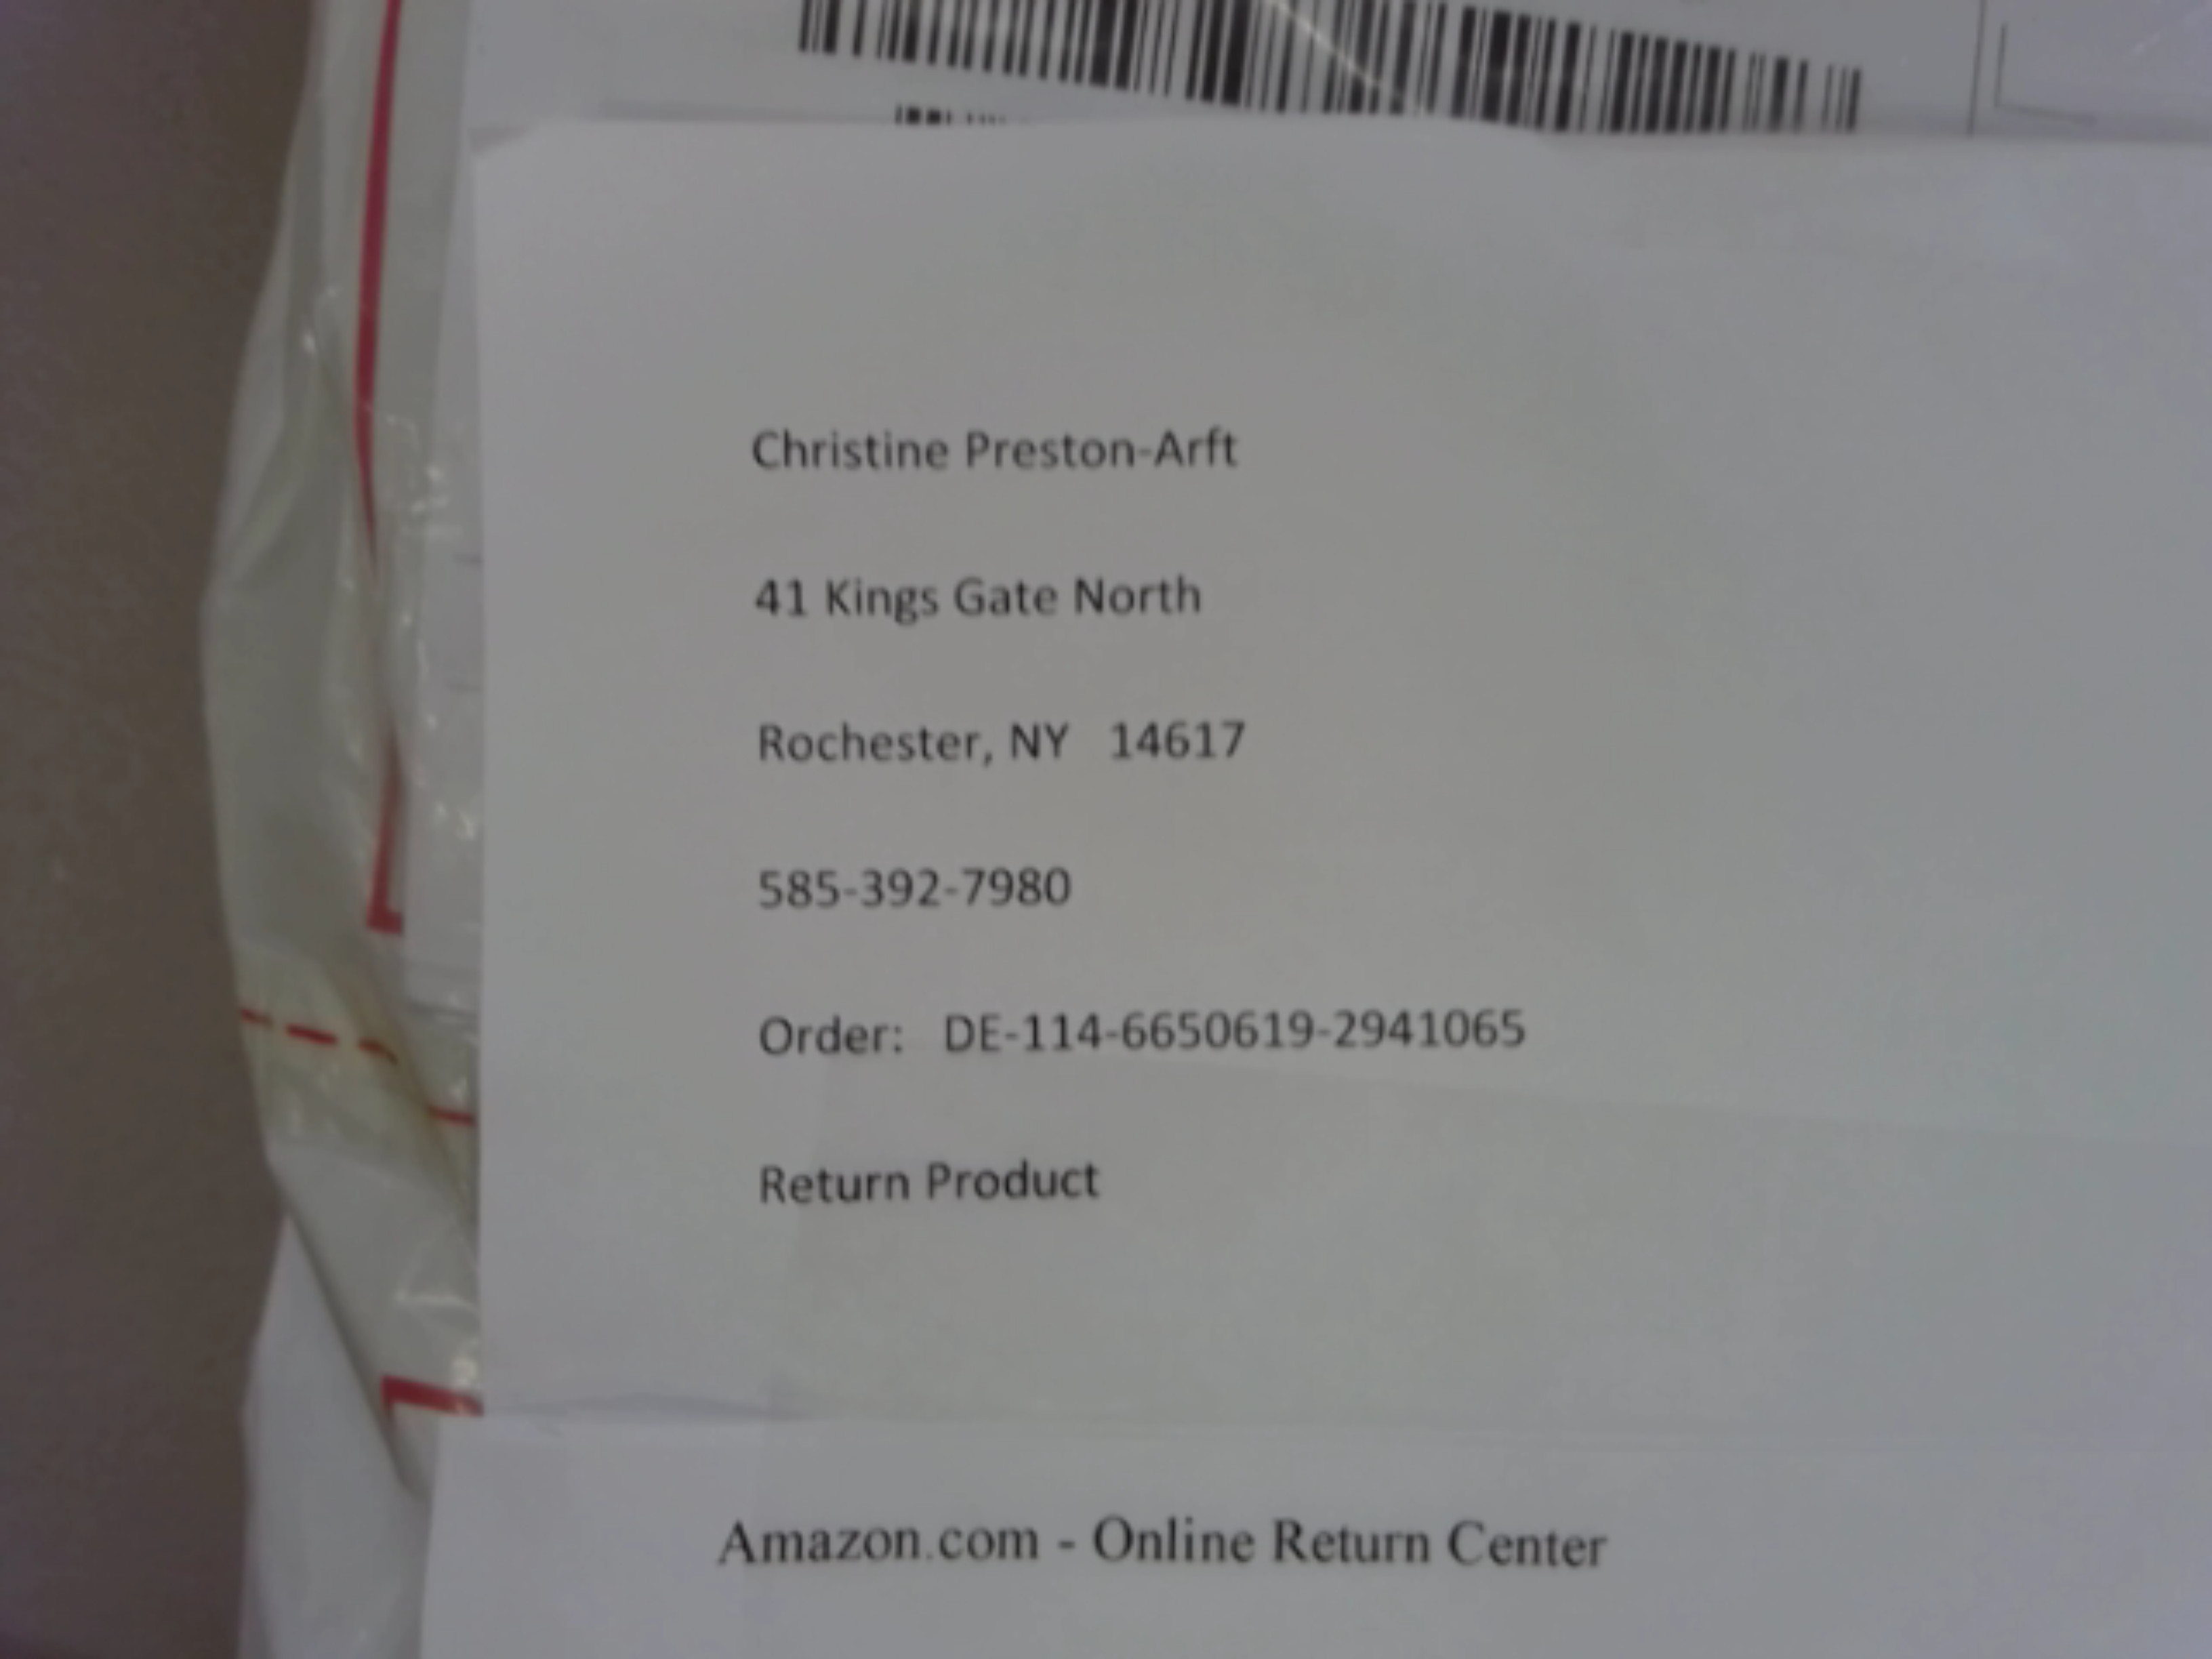 Christine Preston-Arft
41 Kings Gate North
Rochester, NY 14617
585-392-7980
Order: DE-114-6650619-2941065
Return Product
Amazon.com - Online Return Center